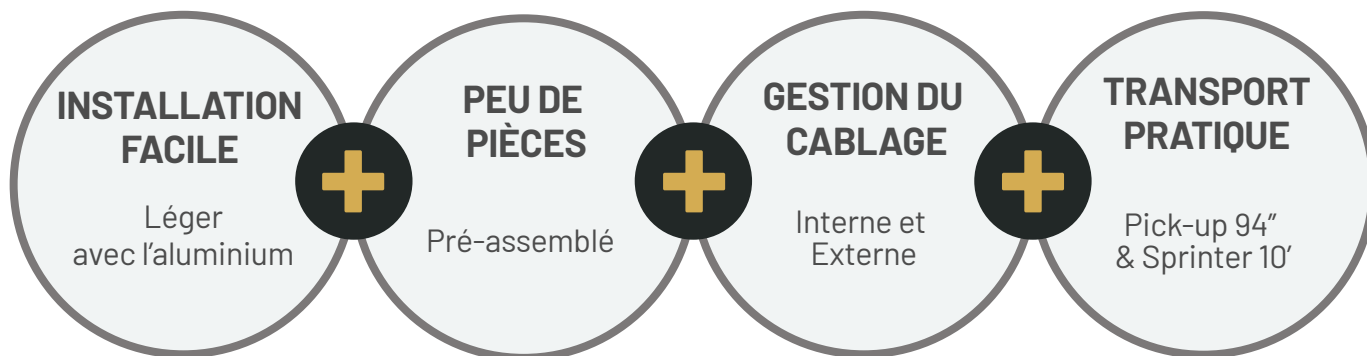 INSTALLATION
FACILE
Léger
avec l’aluminium
PEU DE
PIÈCES
Pré-assemblé
GESTION DU
CABLAGE
Interne et
Externe
TRANSPORT
PRATIQUE
Pick-up 94”
& Sprinter 10’